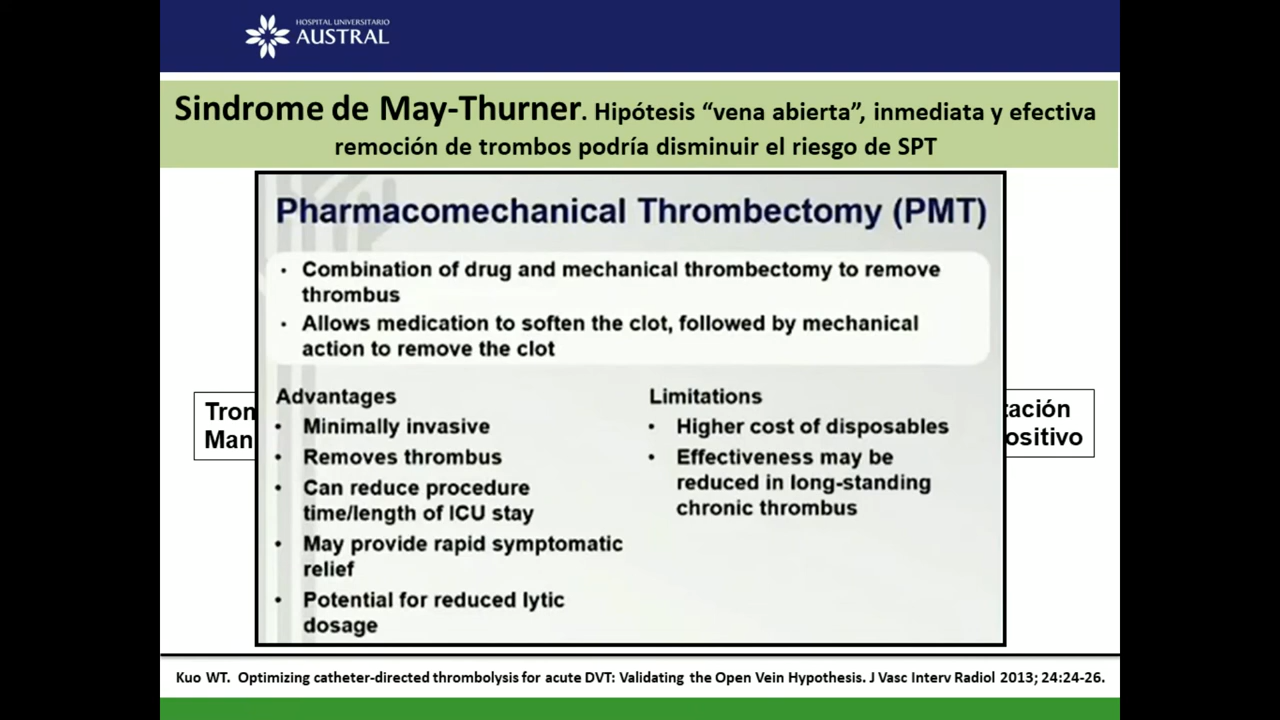 HOSPITAL UNIVERSITARIO
AUSTRAL
Sindrome de May-Thurner. Hipótesis “vena abierta”, inmediata y efectiva
remoción de trombos podría disminuir el riesgo de SPT
Pharmacomechanical Thrombectomy (PMT)
• Combination of drug and mechanical thrombectomy to remove
thrombus
• Allows medication to soften the clot, followed by mechanical
action to remove the clot
Advantages
• Minimally invasive
• Removes thrombus
• Can reduce procedure
time/length of ICU stay
• May provide rapid symptomatic
relief
• Potential for reduced lytic
dosage
Limitations
• Higher cost of disposables
• Effectiveness may be
reduced in long-standing
chronic thrombus
Tron
Man
tación
ositivo
Kuo WT. Optimizing catheter-directed thrombolysis for acute DVT: Validating the Open Vein Hypothesis. J Vasc Interv Radiol 2013; 24:24-26.